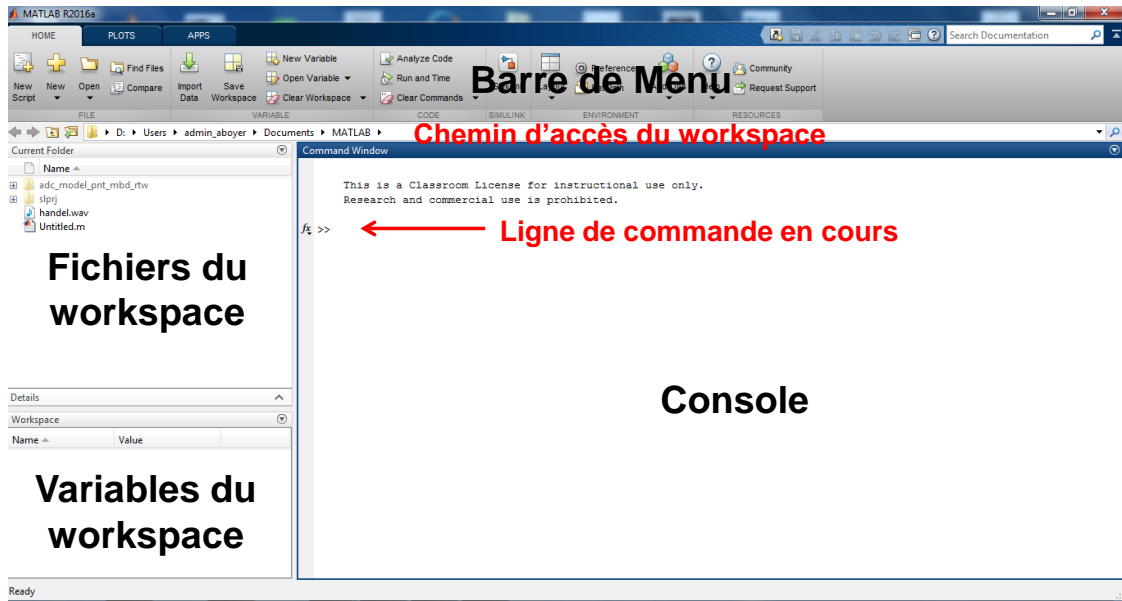 MATLAB R2016a
HOME PLOTS APPS
Search Documentation
New Script
New
Open
Find Files
Compare
Import Data
Save Workspace
New Variable
Open Variable
Clear Workspace
Analyze Code
Run and Time
Clear Commands
Barre de Menu
Community
Request Support
FILE VARIABLE CODE SIMULINK ENVIRONMENT RESOURCES
D: Users admin_aboyer Documents MATLAB
Chemin d'accès du workspace
Current Folder
Name
adc_model_pnt_mbd_rtw
slprj
handel.wav
Untitled.m
Fichiers du
workspace
Details
Workspace
Name Value
Variables du
workspace
Command Window
This is a Classroom License for instructional use only.
Research and commercial use is prohibited.
fx >>
Ligne de commande en cours
Console
Ready